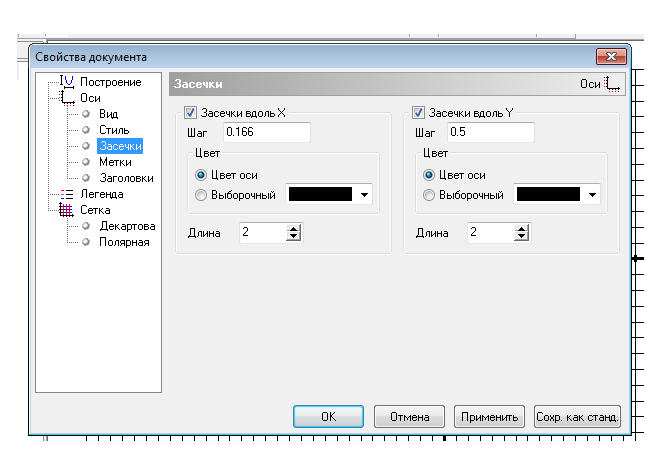 Свойства документа
Построение
Оси
Вид
Стиль
Засечки
Метки
Заголовки
Легенда
Сетка
Декартова
Полярная
Засечки
Оси
Засечки вдоль X
Шаг 0.166
Цвет
Цвет оси
Выборочный
Длина 2
Засечки вдоль Y
Шаг 0.5
Цвет
Цвет оси
Выборочный
Длина 2
OK
Отмена
Применить
Сохр. как станд.